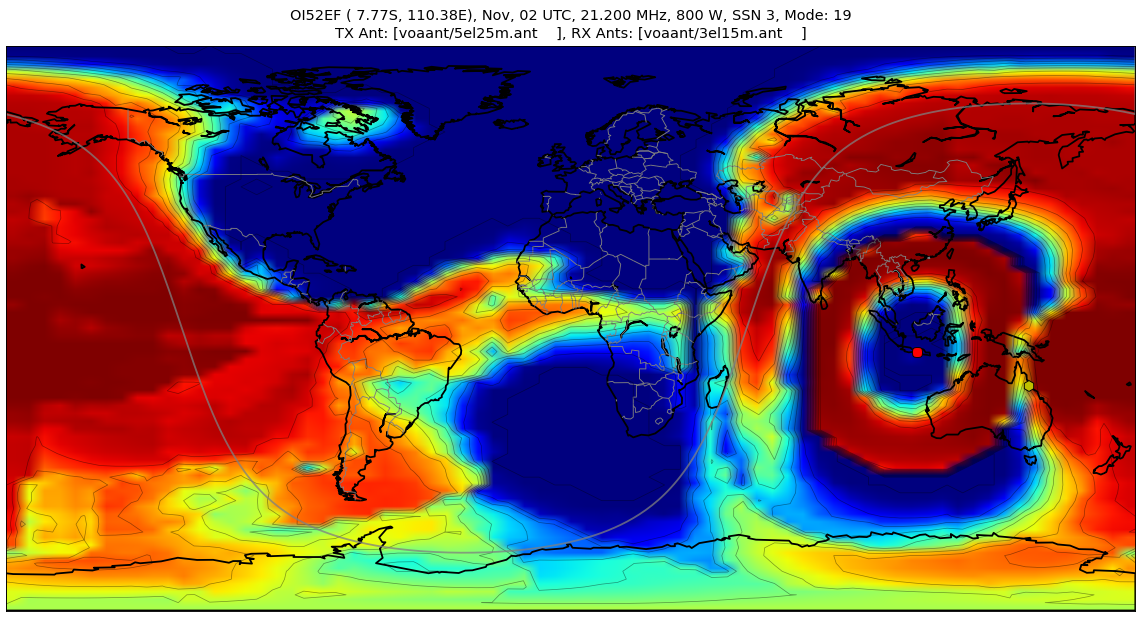 OI52EF ( 7.77S, 110.38E), Nov, 02 UTC, 21.200 MHz, 800 W, SSN 3, Mode: 19
TX Ant: [voaant/5el25m.ant    ], RX Ants: [voaant/3el15m.ant    ]